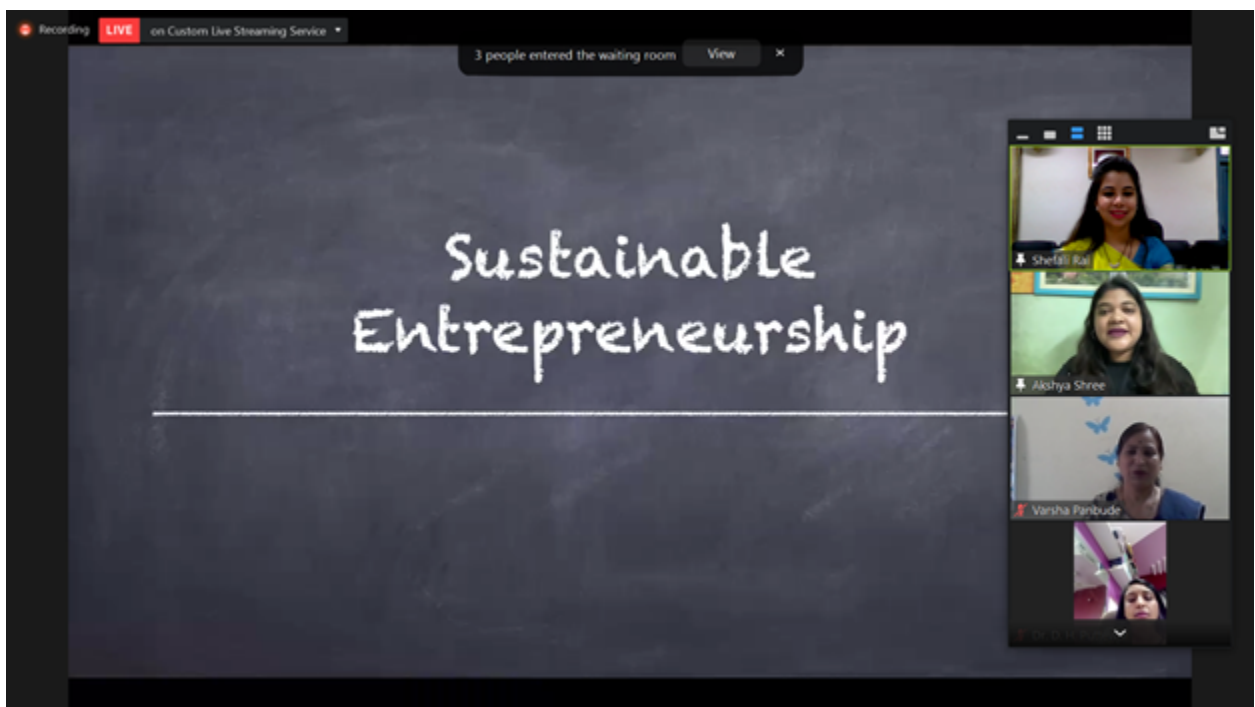 Recording LIVE on Custom Live Streaming Service
3 people entered the waiting room View
Sustainable
Entrepreneurship
Shefali Rai
Akshya Shree
Varsha Panbude
Dr. D. H.